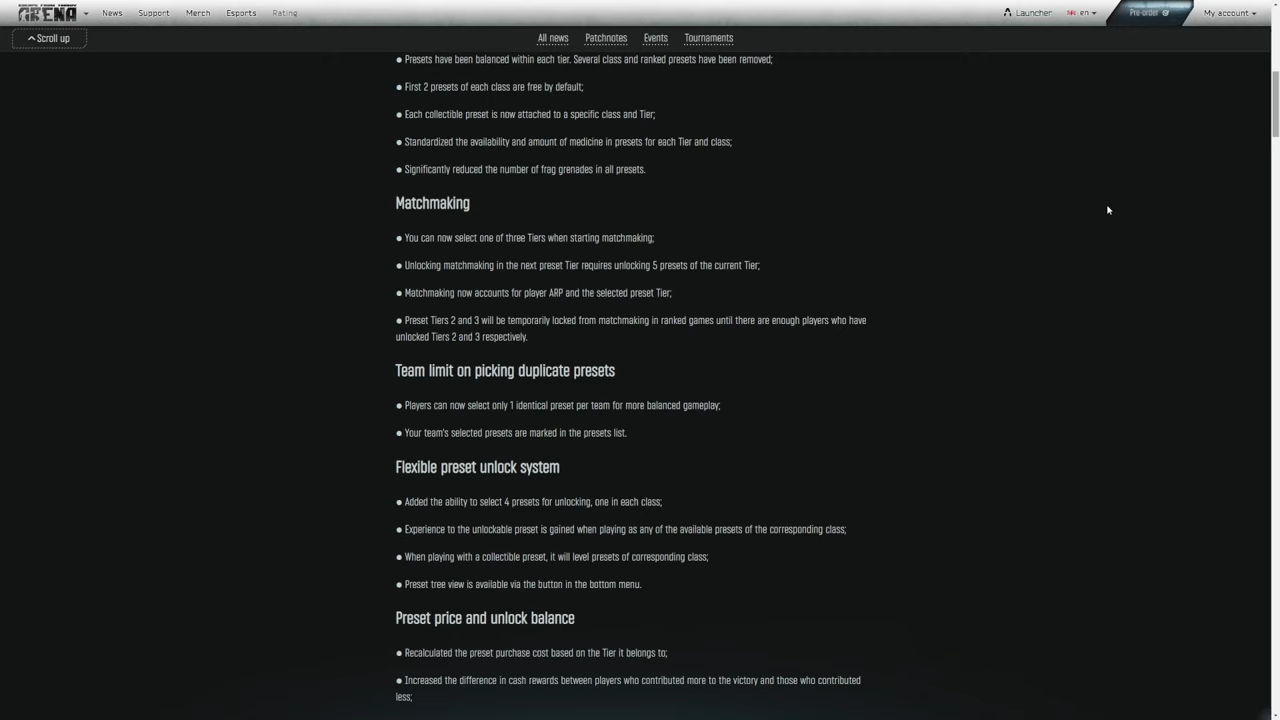 ESCAPE FROM TARKOV
ARENA
News
Support
Merch
Esports
Rating
Launcher
en
Pre-order
My account
Scroll up
All news
Patchnotes
Events
Tournaments
● Presets have been balanced within each tier. Several class and ranked presets have been removed;
● First 2 presets of each class are free by default;
● Each collectible preset is now attached to a specific class and Tier;
● Standardized the availability and amount of medicine in presets for each Tier and class;
● Significantly reduced the number of frag grenades in all presets.
Matchmaking
● You can now select one of three Tiers when starting matchmaking;
● Unlocking matchmaking in the next preset Tier requires unlocking 5 presets of the current Tier;
● Matchmaking now accounts for player ARP and the selected preset Tier;
● Preset Tiers 2 and 3 will be temporarily locked from matchmaking in ranked games until there are enough players who have
unlocked Tiers 2 and 3 respectively.
Team limit on picking duplicate presets
● Players can now select only 1 identical preset per team for more balanced gameplay;
● Your team's selected presets are marked in the presets list.
Flexible preset unlock system
● Added the ability to select 4 presets for unlocking, one in each class;
● Experience to the unlockable preset is gained when playing as any of the available presets of the corresponding class;
● When playing with a collectible preset, it will level presets of corresponding class;
● Preset tree view is available via the button in the bottom menu.
Preset price and unlock balance
● Recalculated the preset purchase cost based on the Tier it belongs to;
● Increased the difference in cash rewards between players who contributed more to the victory and those who contributed
less;